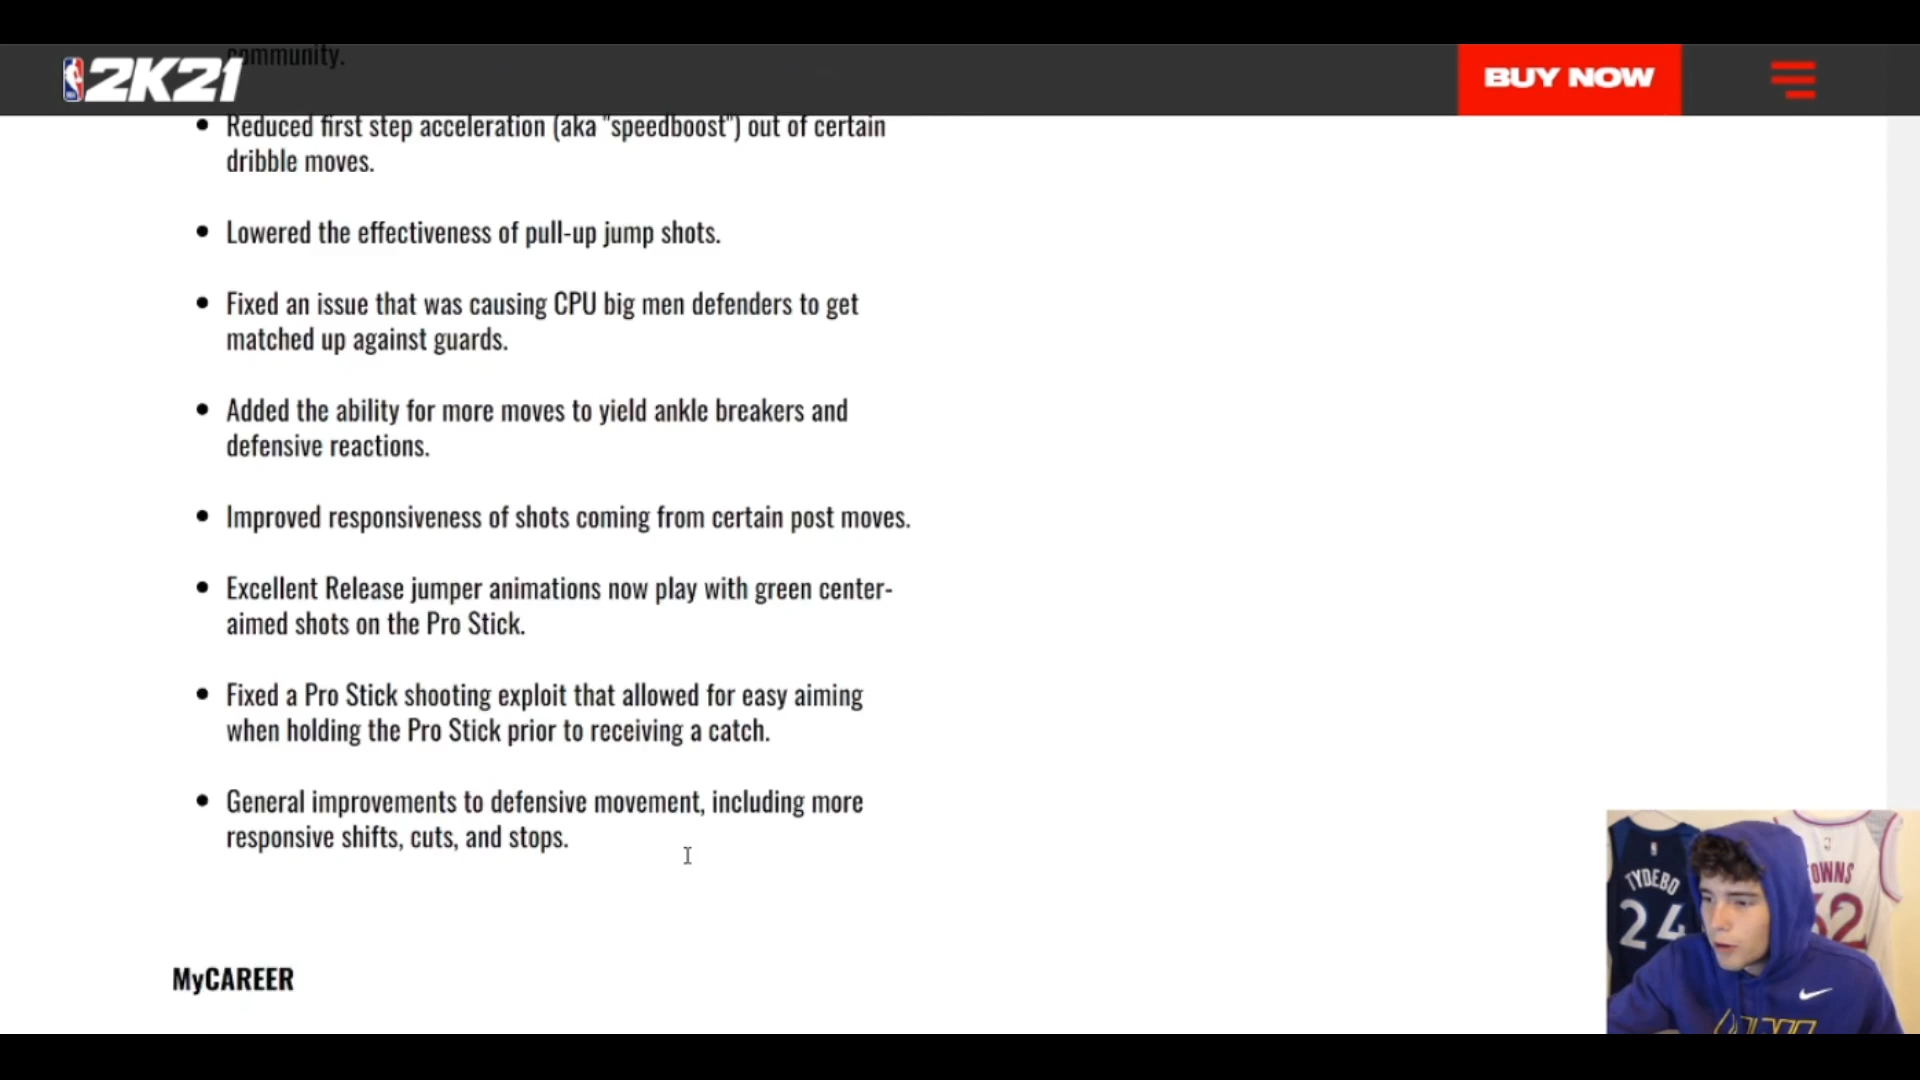 community.
2K21
BUY NOW
Reduced first step acceleration (aka "speedboost") out of certain
dribble moves.
Lowered the effectiveness of pull-up jump shots.
Fixed an issue that was causing CPU big men defenders to get
matched up against guards.
Added the ability for more moves to yield ankle breakers and
defensive reactions.
Improved responsiveness of shots coming from certain post moves.
Excellent Release jumper animations now play with green center-
aimed shots on the Pro Stick.
Fixed a Pro Stick shooting exploit that allowed for easy aiming
when holding the Pro Stick prior to receiving a catch.
General improvements to defensive movement, including more
responsive shifts, cuts, and stops.
MyCAREER
TYDEBO
24
OWNS
32